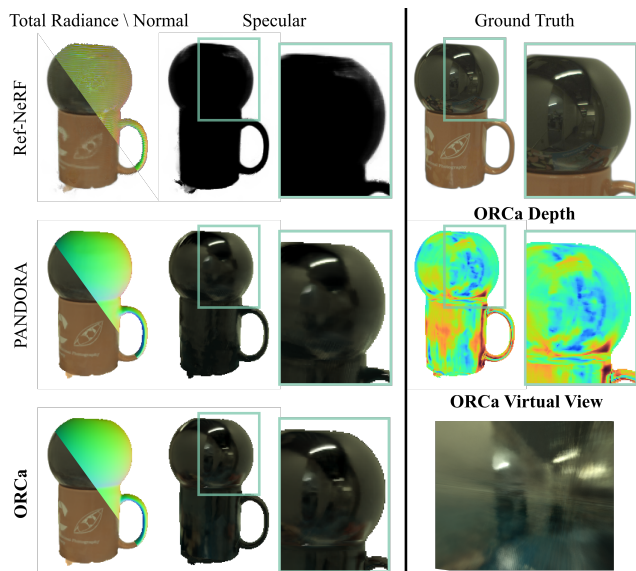 Total Radiance \ Normal
Specular
Ground Truth
Ref-NeRF
ORCa Depth
PANDORA
ORCa Virtual View
ORCa